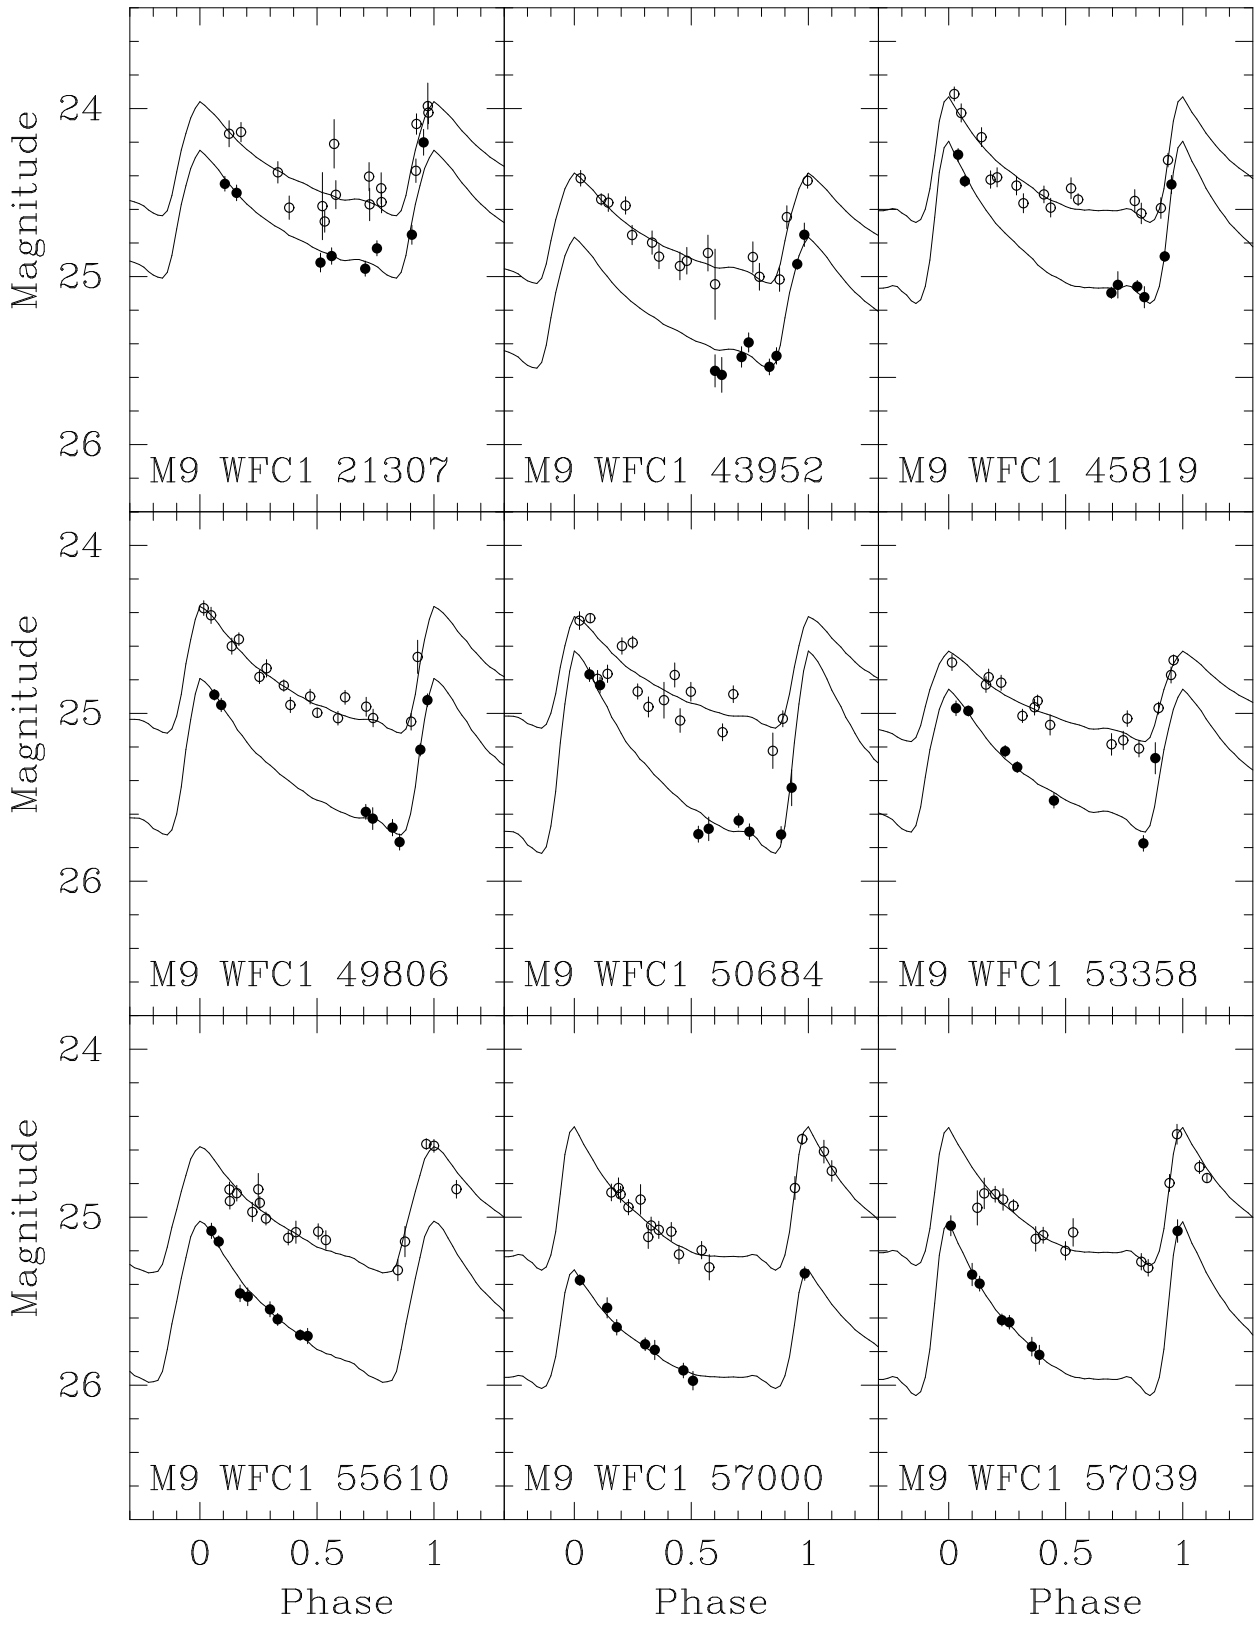 24
25
26
Magnitude
M9 WFC1 21307
M9 WFC1 43952
M9 WFC1 45819
24
25
26
Magnitude
M9 WFC1 49806
M9 WFC1 50684
M9 WFC1 53358
24
25
26
Magnitude
M9 WFC1 55610
M9 WFC1 57000
M9 WFC1 57039
0 0.5 1
0 0.5 1
0 0.5 1
Phase
Phase
Phase